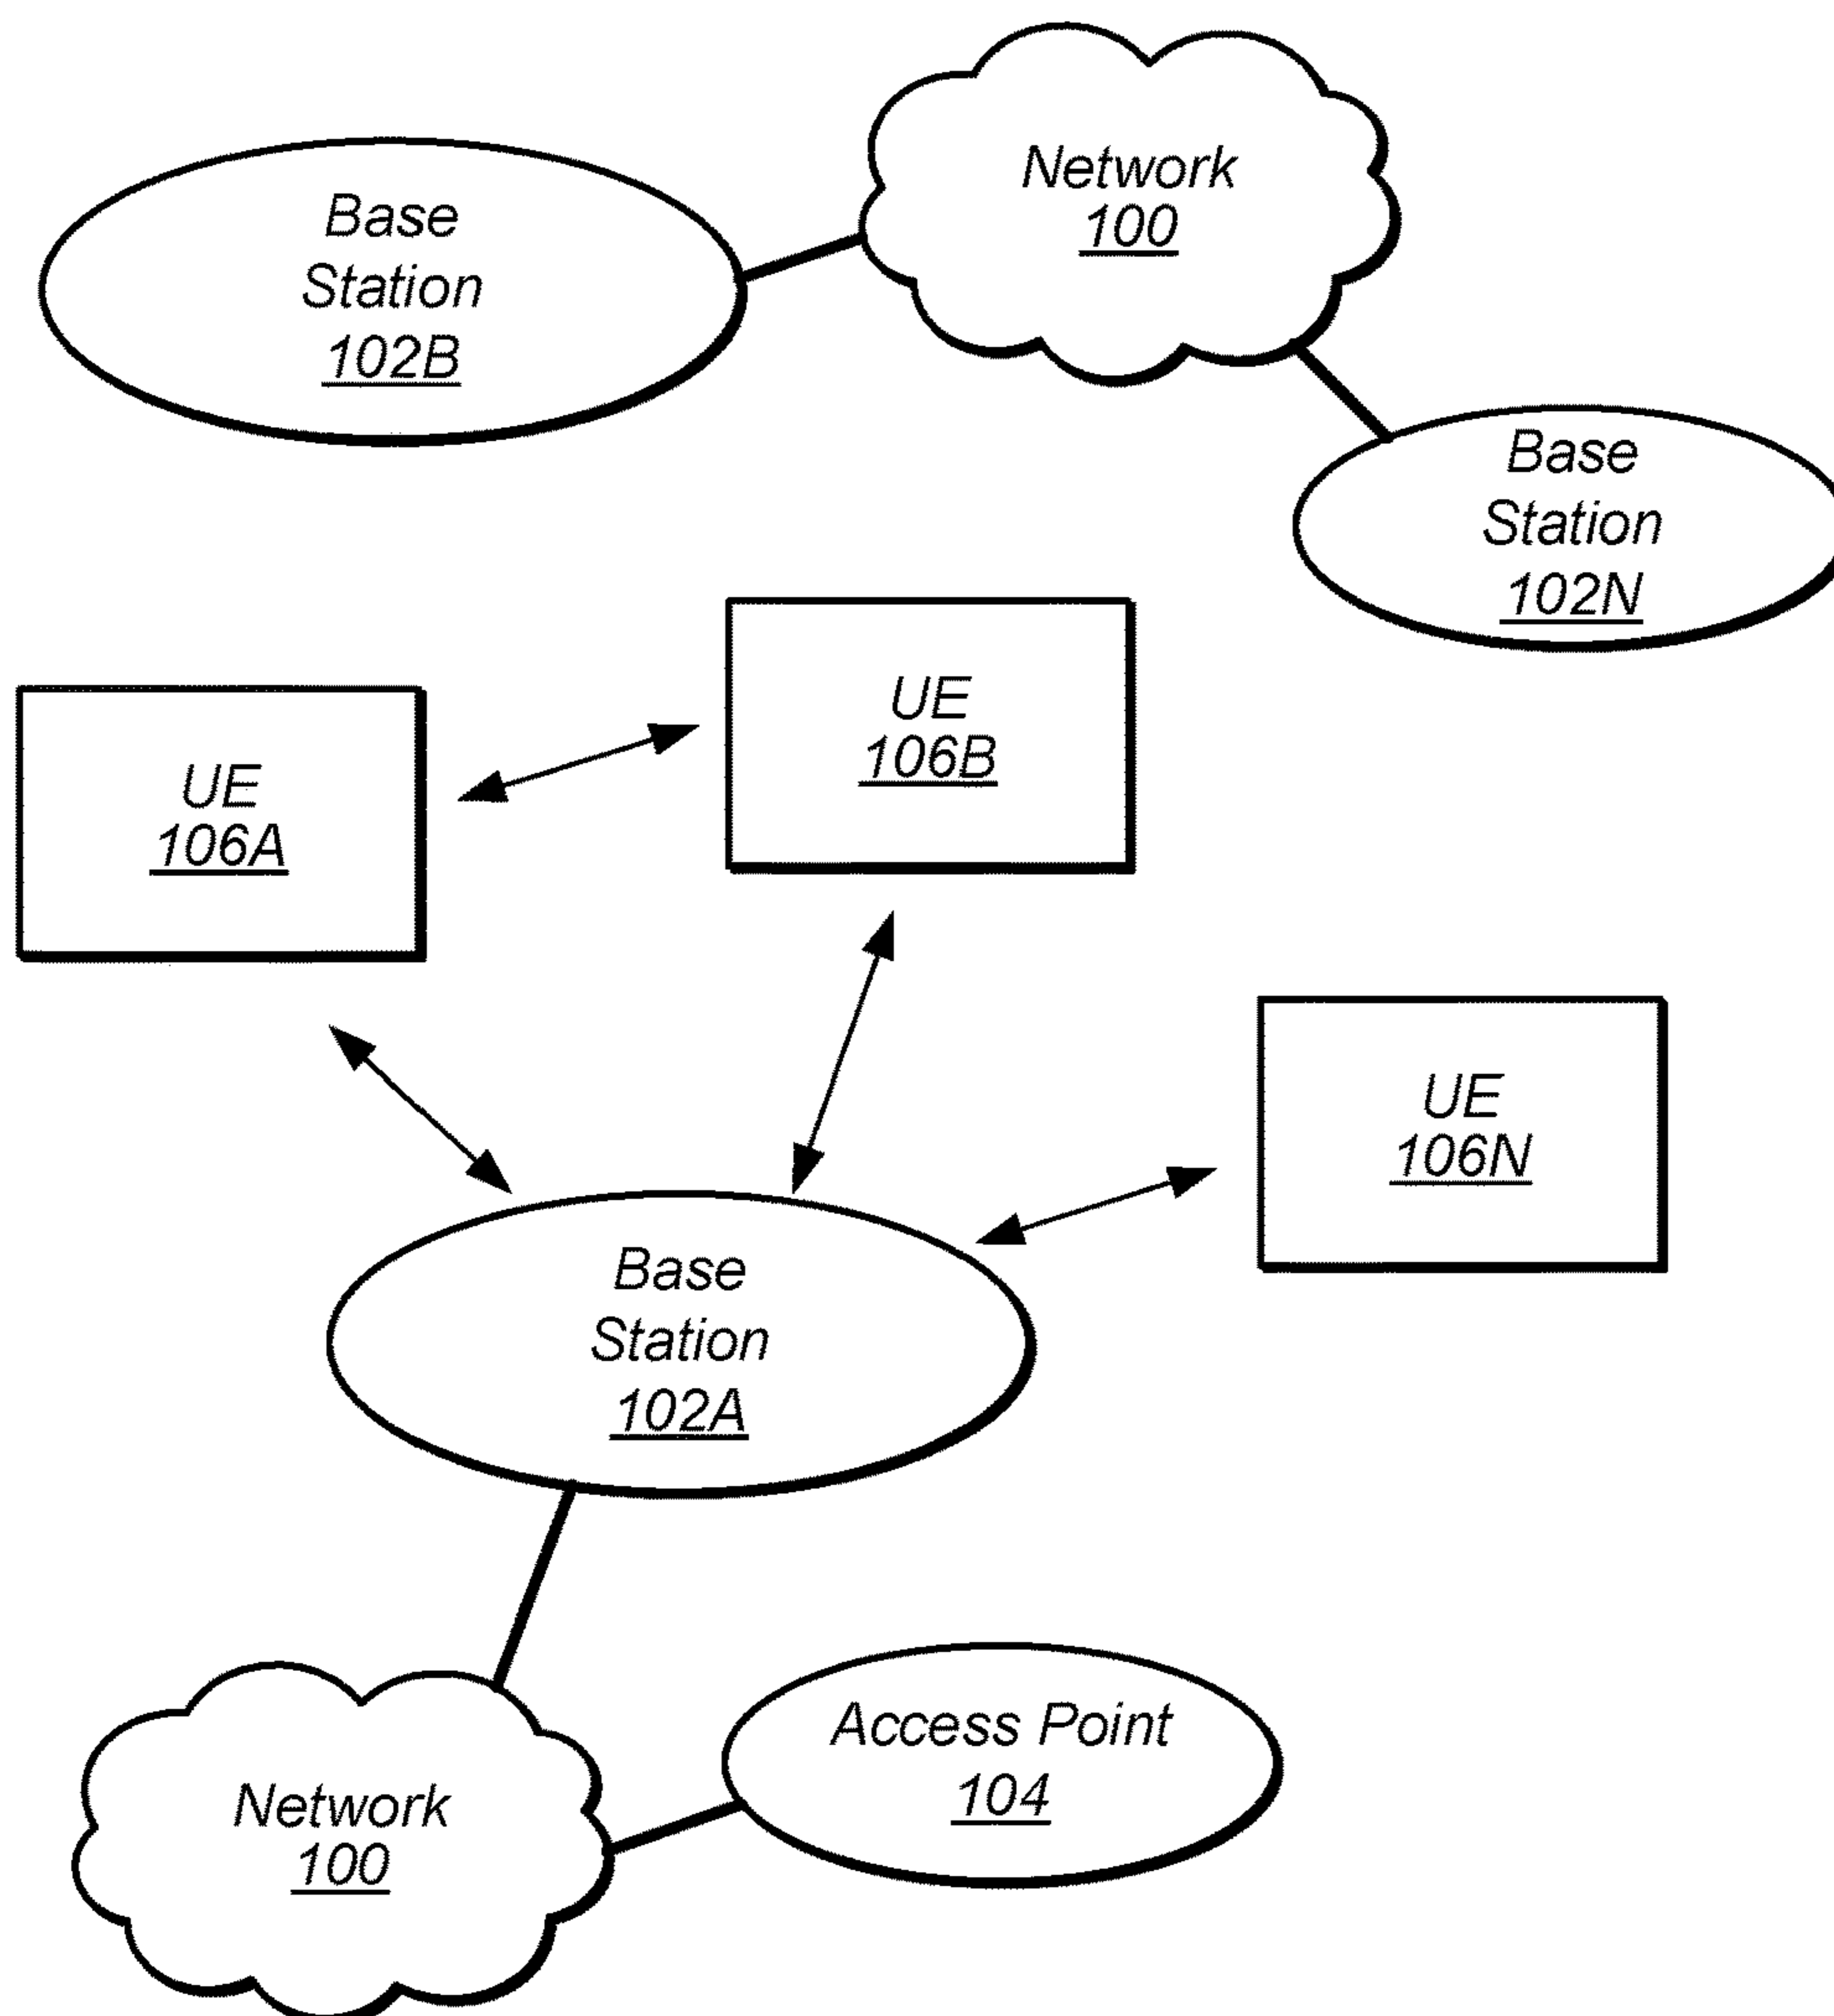 Network
100
Base
Station
102B
Base
Station
102N
UE
106B
UE
106A
UE
106N
Base
Station
102A
Access Point
104
Network
100